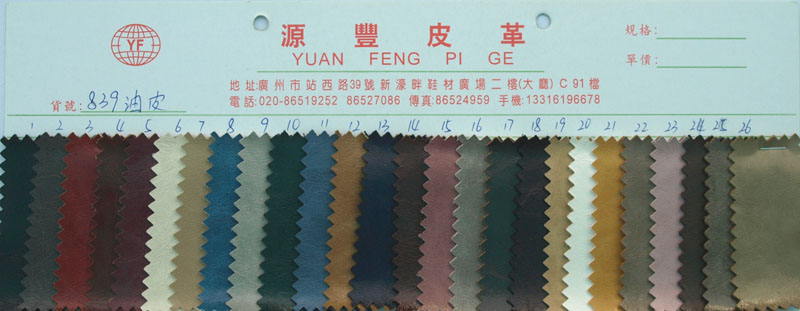 YF
源豐皮革
YUAN FENG PI GE
規格:
單價:
地址:廣州市站西路39號新濠畔鞋材廣場二樓(大廳)C91檔
電話:020-86519252 86527086 傳真:86524959 手機:13316196678
貨號: 839油皮
1 2 3 4 5 6 7 8 9 10 11 12 13 14 15 16 17 18 19 20 21 22 23 24 25 26